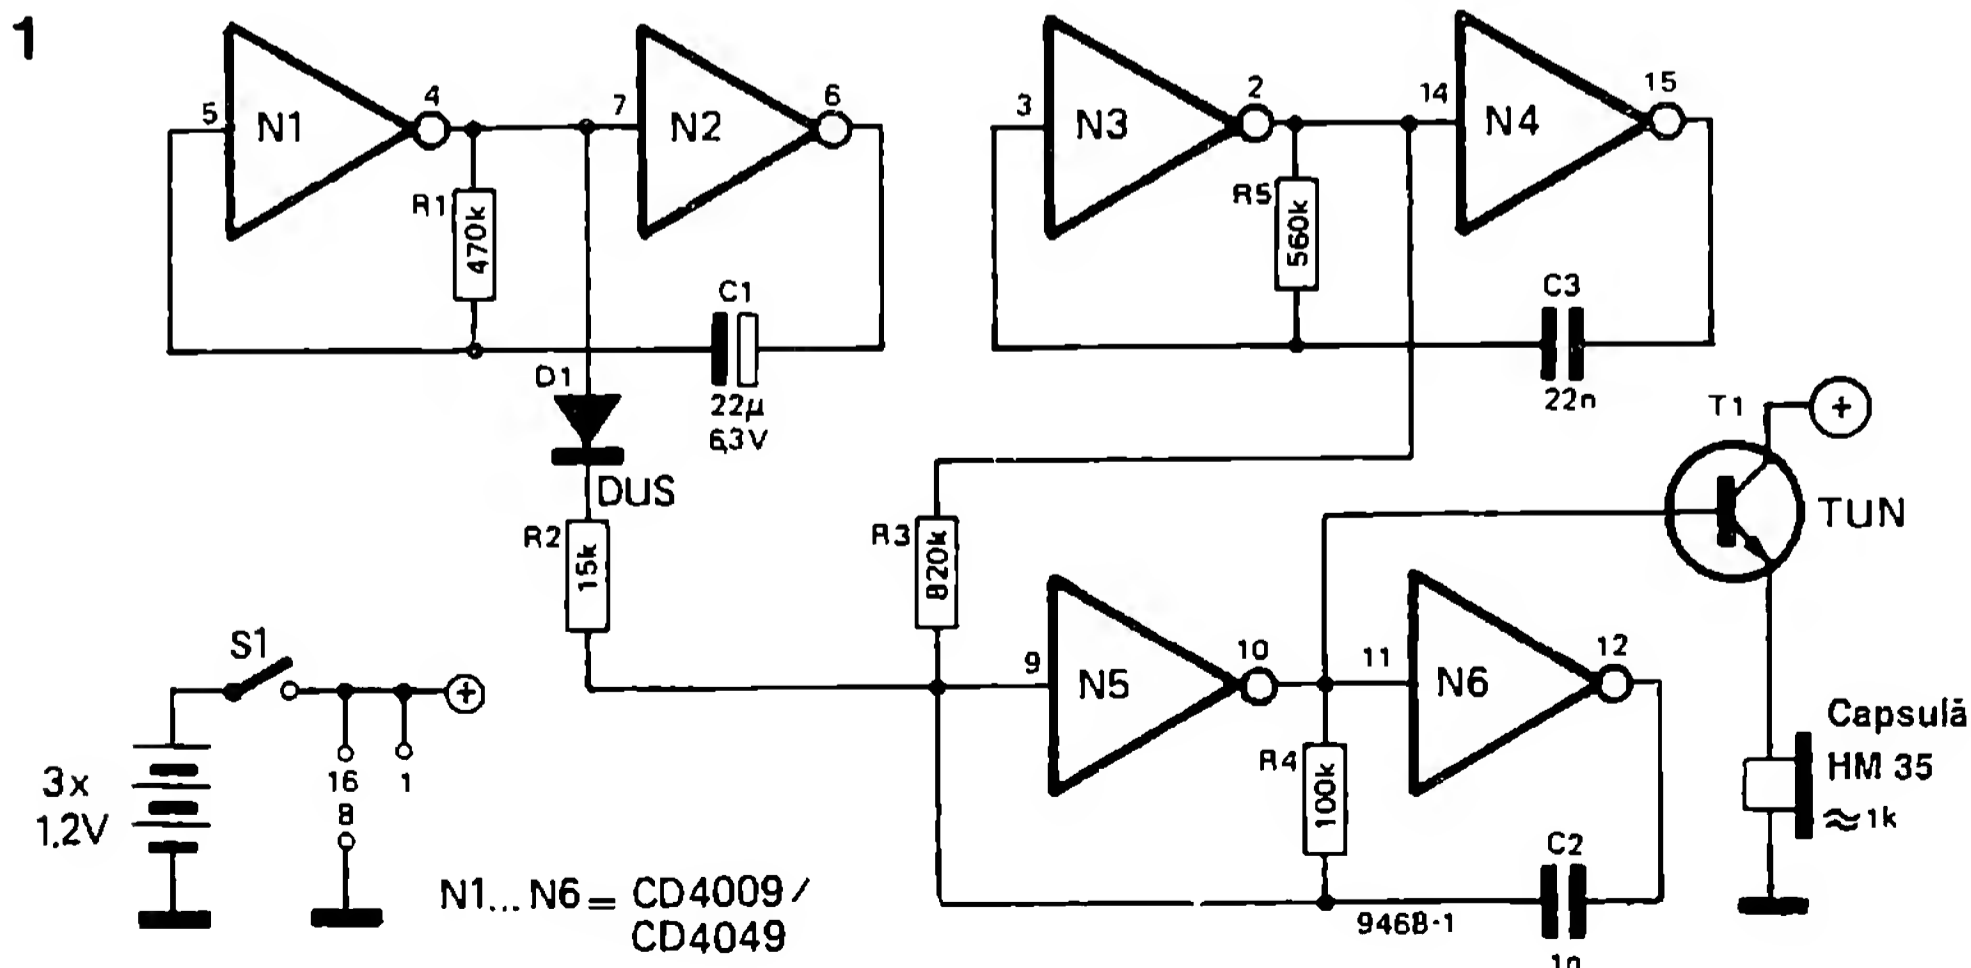 1
5
N1
4
7
N2
6
3
N3
2
14
N4
15
R1
470k
R5
560k
C1
22µ
6,3V
C3
22n
D1
DUS
T1
+
TUN
R2
15k
R3
820k
S1
+
16
1
8
3x
1,2V
9
N5
10
11
N6
12
R4
100k
Capsulă
HM 35
≈ 1k
C2
1n
946B-1
N1... N6 = CD4009 /
CD4049